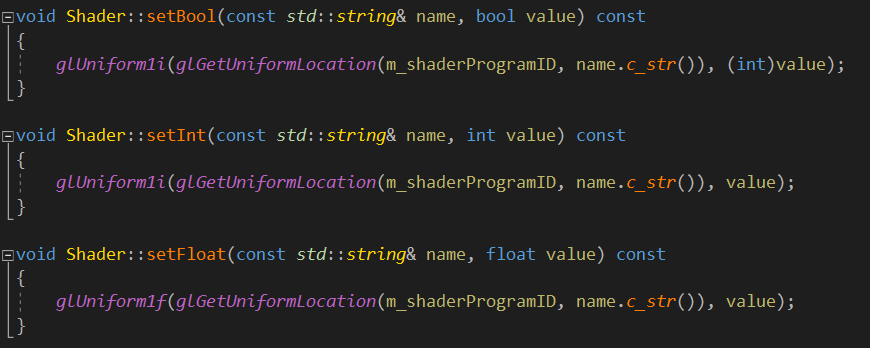 void Shader::setBool(const std::string& name, bool value) const
{
glUniform1i(glGetUniformLocation(m_shaderProgramID, name.c_str()), (int)value);
}
void Shader::setInt(const std::string& name, int value) const
{
glUniform1i(glGetUniformLocation(m_shaderProgramID, name.c_str()), value);
}
void Shader::setFloat(const std::string& name, float value) const
{
glUniform1f(glGetUniformLocation(m_shaderProgramID, name.c_str()), value);
}